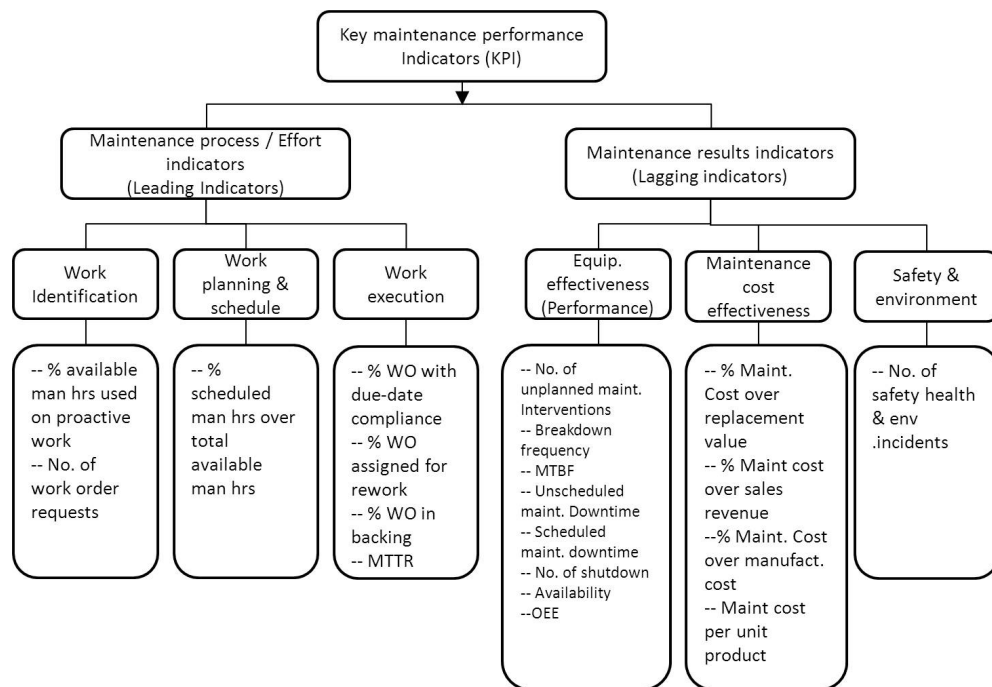 Key maintenance performance
Indicators (KPI)
Maintenance process / Effort
indicators
(Leading Indicators)
Maintenance results indicators
(Lagging indicators)
Work
Identification
Work
planning &
schedule
Work
execution
Equip.
effectiveness
(Performance)
Maintenance
cost
effectiveness
Safety &
environment
-- % available
man hrs used
on proactive
work
-- No. of
work order
requests
-- %
scheduled
man hrs over
total
available
man hrs
-- % WO with
due-date
compliance
-- % WO
assigned for
rework
-- % WO in
backing
-- MTTR
-- No. of
unplanned maint.
Interventions
-- Breakdown
frequency
-- MTBF
-- Unscheduled
maint. Downtime
-- Scheduled
maint. downtime
-- No. of shutdown
-- Availability
--OEE
-- % Maint.
Cost over
replacement
value
-- % Maint cost
over sales
revenue
--% Maint. Cost
over manufact.
cost
-- Maint cost
per unit
product
-- No. of
safety health
& env
.incidents